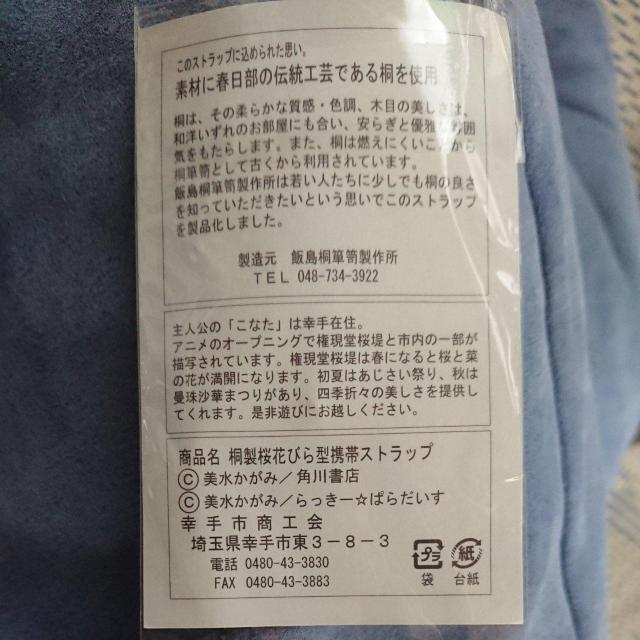 このストラップに込められた思い。
素材に春日部の伝統工芸である桐を使用
桐は、その柔らかな質感・色調、木目の美しさは、
和洋いずれのお部屋にも合い、安らぎと優雅な雰囲
気をもたらします。また、桐は燃えにくいことから
桐箪笥として古くから利用されています。
飯島桐箪笥製作所は若い人たちに少しでも桐の良さ
を知っていただきたいという思いでこのストラップ
を製品化しました。
製造元 飯島桐箪笥製作所
TEL 048-734-3922
主人公の「こなた」は幸手在住。
アニメのオープニングで権現堂桜堤と市内の一部が
描写されています。権現堂桜堤は春になると桜と菜
の花が満開になります。初夏はあじさい祭り、秋は
曼珠沙華まつりがあり、四季折々の美しさを提供し
てくれます。是非遊びにお越しください。
商品名 桐製桜花びら型携帯ストラップ
Ⓒ美水かがみ/角川書店
Ⓒ美水かがみ/らっきー☆ぱらだいす
幸手市商工会
埼玉県幸手市東3-8-3
電話 0480-43-3830
FAX 0480-43-3883
プラ 紙
袋 台紙